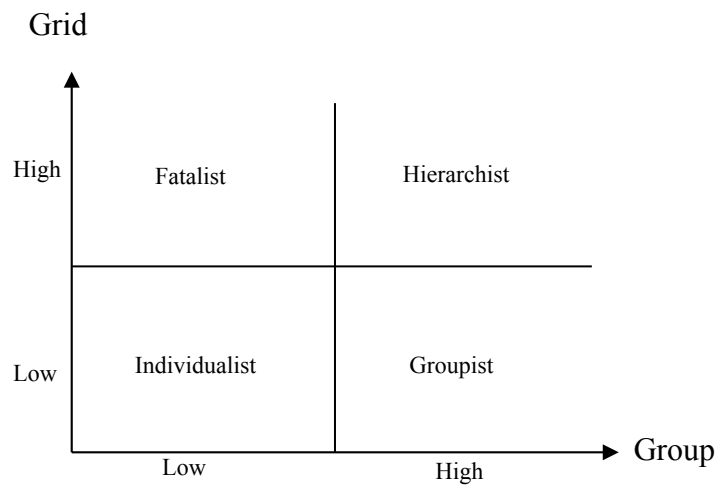 Grid
High
Fatalist
Hierarchist
Individualist
Groupist
Low
Group
Low
High